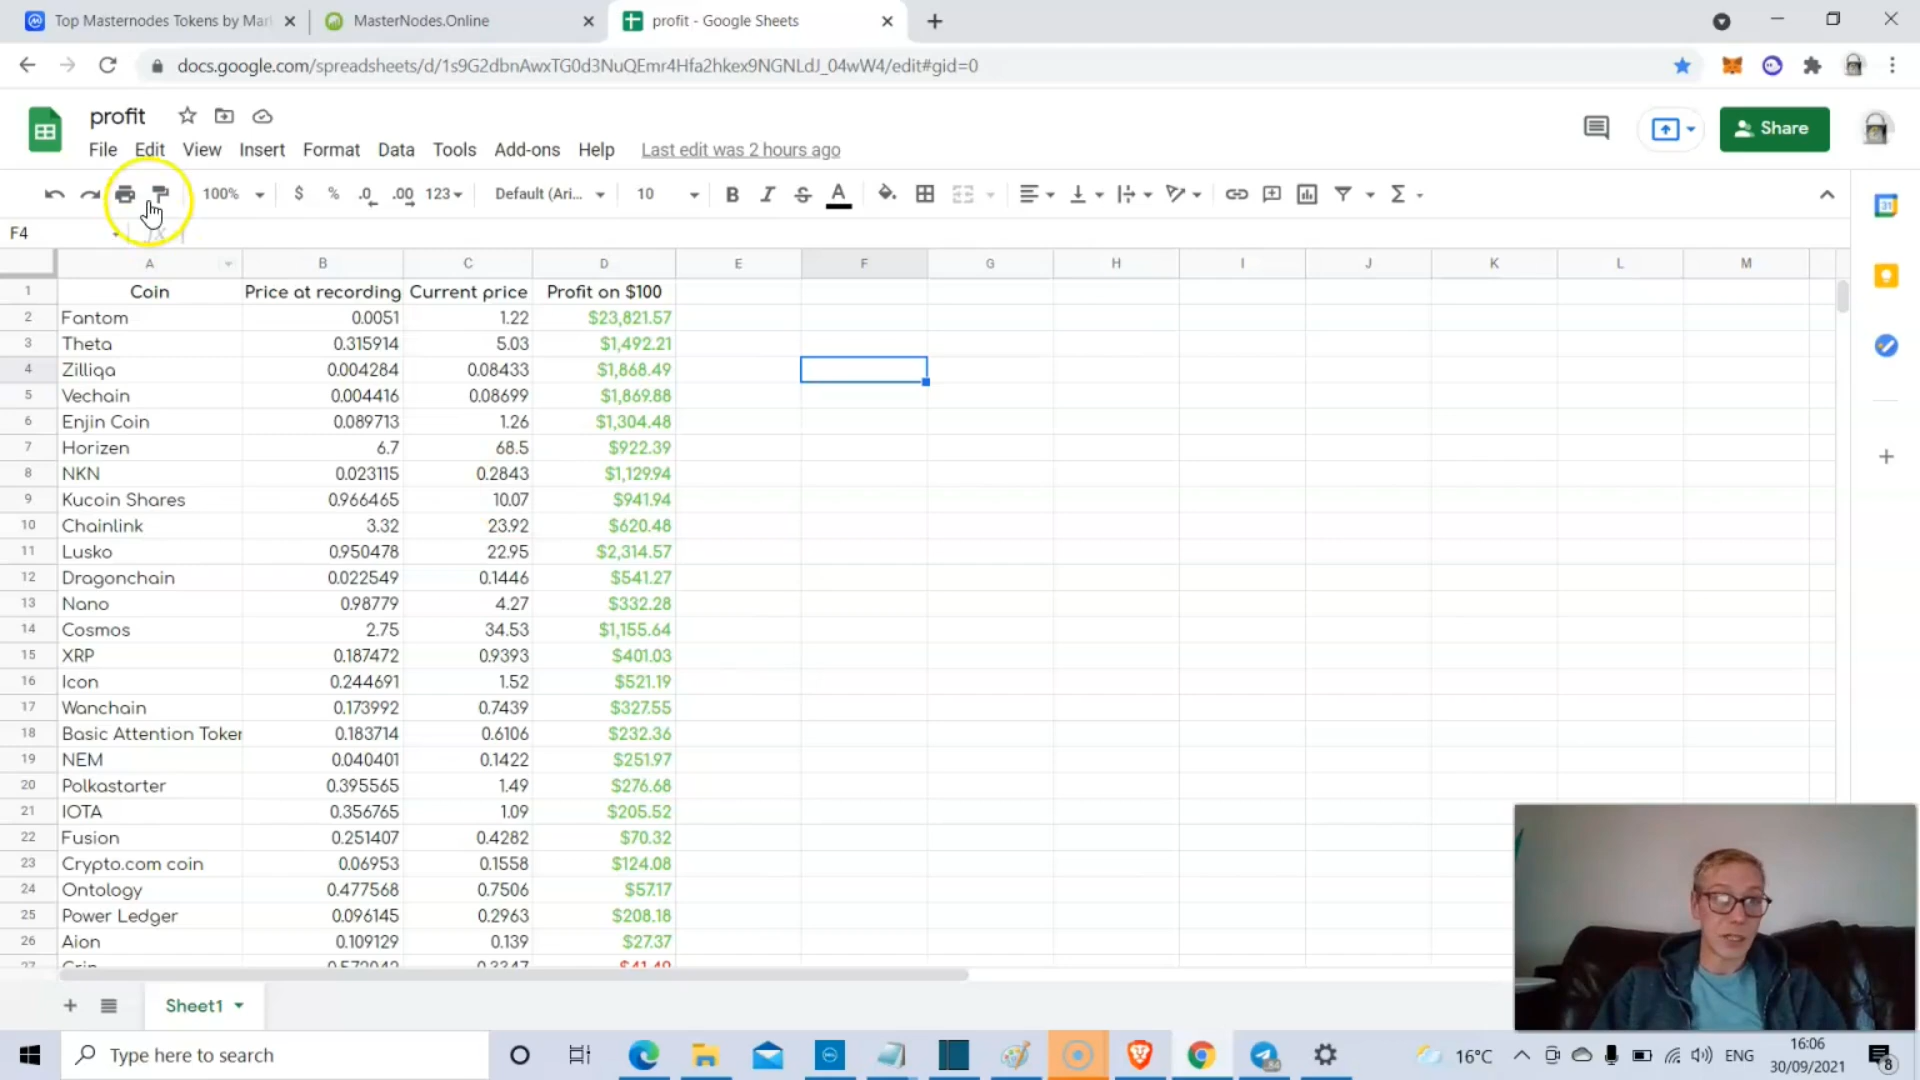 Top Masternodes Tokens by Mar
MasterNodes.Online
profit - Google Sheets
docs.google.com/spreadsheets/d/1s9G2dbnAwxTG0d3NuQEmr4Hfa2hkex9NGNLdJ_04wW4/edit#gid=0
profit
File Edit View Insert Format Data Tools Add-ons Help Last edit was 2 hours ago
Share
100% $ % .0 .00 123 Default (Ari... 10 B I S A
F4
A B C D E F G H I J K L M
1 Coin Price at recording Current price Profit on $100
2 Fantom 0.0051 1.22 $23,821.57
3 Theta 0.315914 5.03 $1,492.21
4 Zilliqa 0.004284 0.08433 $1,868.49
5 Vechain 0.004416 0.08699 $1,869.88
6 Enjin Coin 0.089713 1.26 $1,304.48
7 Horizen 6.7 68.5 $922.39
8 NKN 0.023115 0.2843 $1,129.94
9 Kucoin Shares 0.966465 10.07 $941.94
10 Chainlink 3.32 23.92 $620.48
11 Lusko 0.950478 22.95 $2,314.57
12 Dragonchain 0.022549 0.1446 $541.27
13 Nano 0.98779 4.27 $332.28
14 Cosmos 2.75 34.53 $1,155.64
15 XRP 0.187472 0.9393 $401.03
16 Icon 0.244691 1.52 $521.19
17 Wanchain 0.173992 0.7439 $327.55
18 Basic Attention Token 0.183714 0.6106 $232.36
19 NEM 0.040401 0.1422 $251.97
20 Polkastarter 0.395565 1.49 $276.68
21 IOTA 0.356765 1.09 $205.52
22 Fusion 0.251407 0.4282 $70.32
23 Crypto.com coin 0.06953 0.1558 $124.08
24 Ontology 0.477568 0.7506 $57.17
25 Power Ledger 0.096145 0.2963 $208.18
26 Aion 0.109129 0.139 $27.37
Sheet1
Type here to search
16°C
ENG
16:06
30/09/2021
8